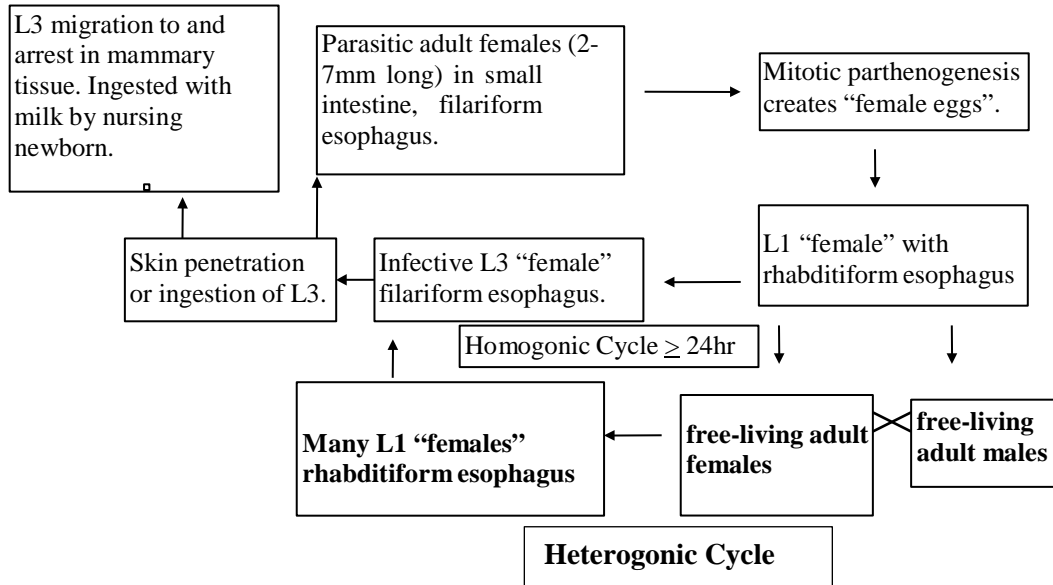 L3 migration to and
arrest in mammary
tissue. Ingested with
milk by nursing
newborn.
Parasitic adult females (2-
7mm long) in small
intestine, filariform
esophagus.
Mitotic parthenogenesis
creates “female eggs”.
Skin penetration
or ingestion of L3.
Infective L3 “female”
filariform esophagus.
L1 “female” with
rhabditiform esophagus
Homogonic Cycle ≥ 24hr
Many L1 “females”
rhabditiform esophagus
free-living adult
females
free-living
adult males
Heterogonic Cycle